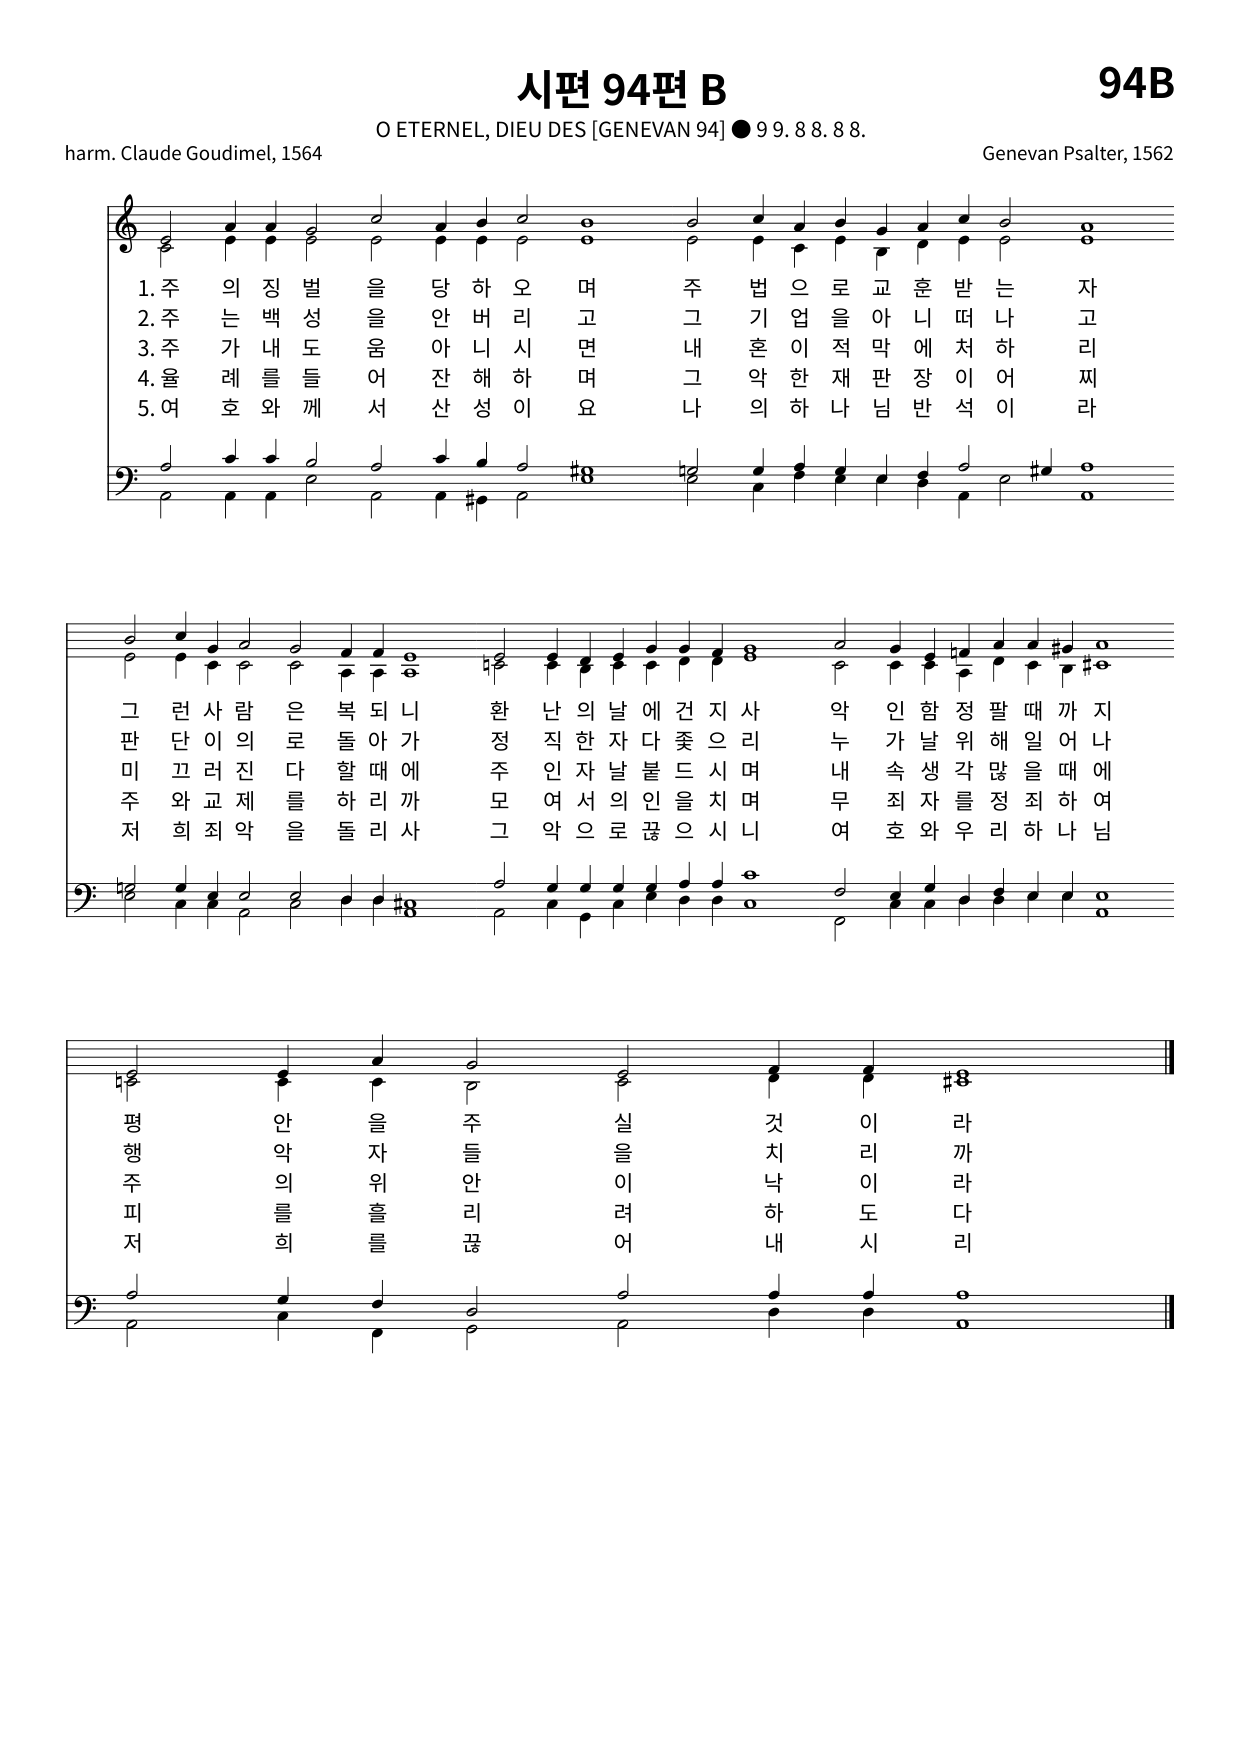 시편 94편 B
94B
O ETERNEL, DIEU DES [GENEVAN 94] ● 9 9. 8 8. 8 8.
harm. Claude Goudimel, 1564
Genevan Psalter, 1562
1. 주 의 징 벌 을 당 하 오 며 주 법 으 로 교 훈 받 는 자
2. 주 는 백 성 을 안 버 리 고 그 기 업 을 아 니 떠 나 고
3. 주 가 내 도 움 아 니 시 면 내 혼 이 적 막 에 처 하 리
4. 율 례 를 들 어 잔 해 하 며 그 악 한 재 판 장 이 어 찌
5. 여 호 와 께 서 산 성 이 요 나 의 하 나 님 반 석 이 라
그 런 사 람 은 복 되 니 환 난 의 날 에 건 지 사 악 인 함 정 팔 때 까 지
판 단 이 의 로 돌 아 가 정 직 한 자 다 좇 으 리 누 가 날 위 해 일 어 나
미 끄 러 진 다 할 때 에 주 인 자 날 붙 드 시 며 내 속 생 각 많 을 때 에
주 와 교 제 를 하 리 까 모 여 서 의 인 을 치 며 무 죄 자 를 정 죄 하 여
저 희 죄 악 을 돌 리 사 그 악 으 로 끊 으 시 니 여 호 와 우 리 하 나 님
평 안 을 주 실 것 이 라
행 악 자 들 을 치 리 까
주 의 위 안 이 낙 이 라
피 를 흘 리 려 하 도 다
저 희 를 끊 어 내 시 리